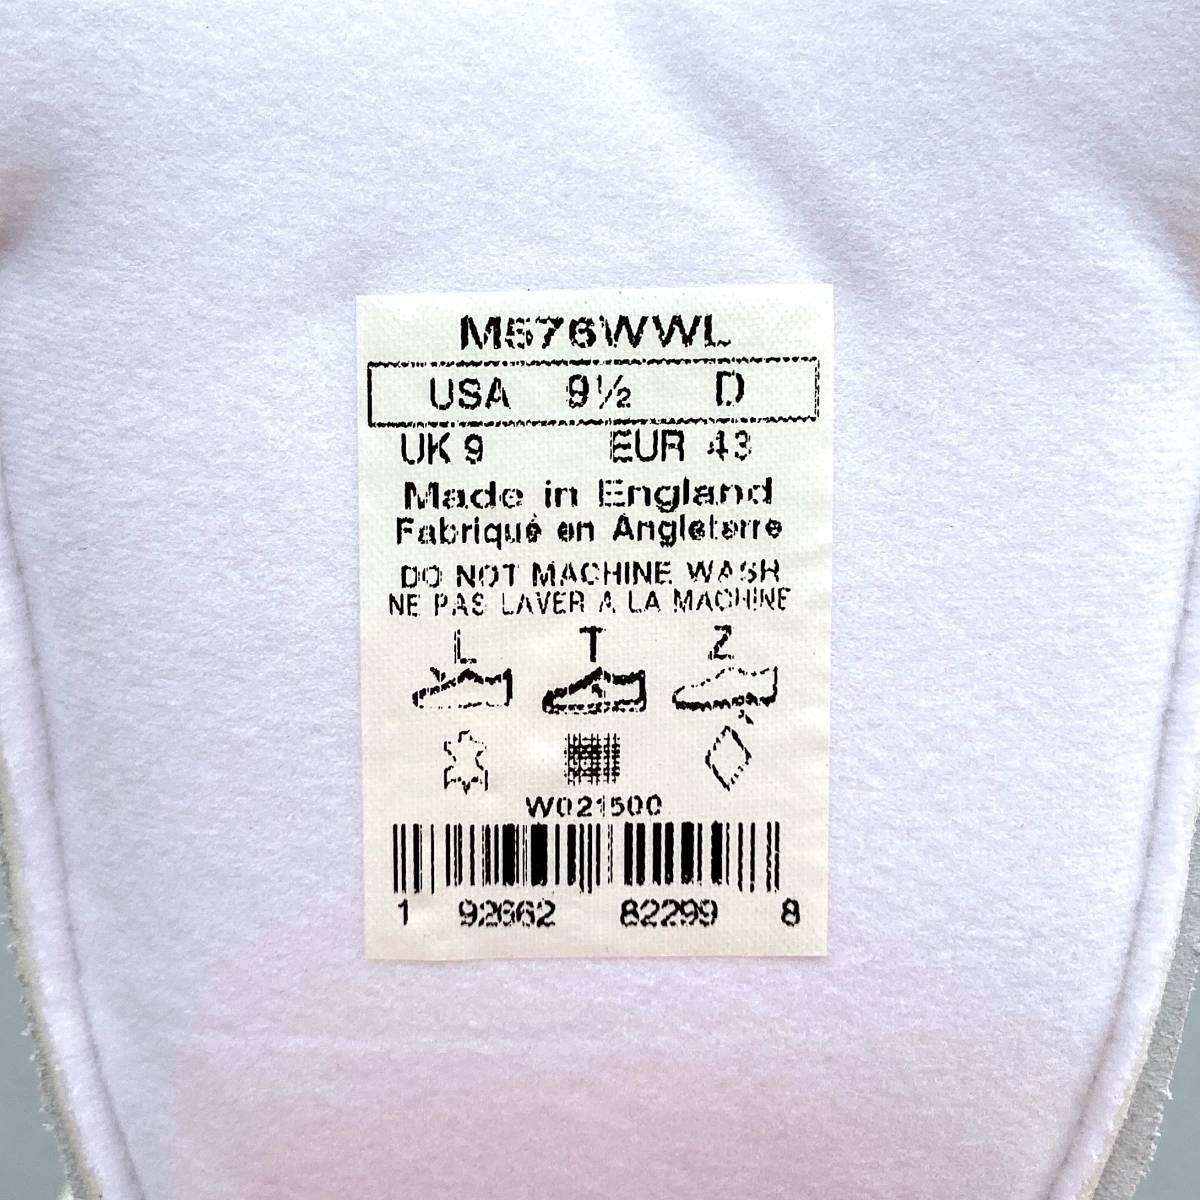 M576WWL
USA 9½ D
UK 9 EUR 43
Made in England
Fabriqué en Angleterre
DO NOT MACHINE WASH
NE PAS LAVER A LA MACHINE
L T Z
W021500
1 92662 82299 8